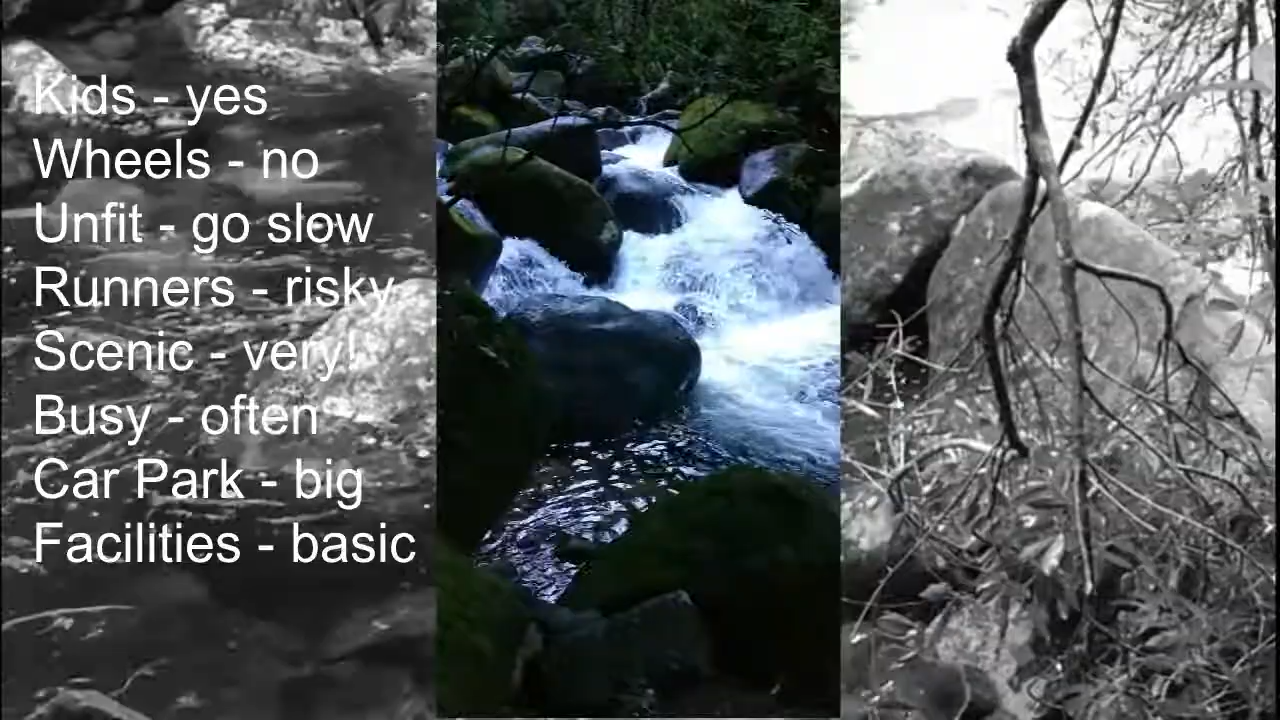 Kids - yes
Wheels - no
Unfit - go slow
Runners - risky
Scenic - very!
Busy - often
Car Park - big
Facilities - basic